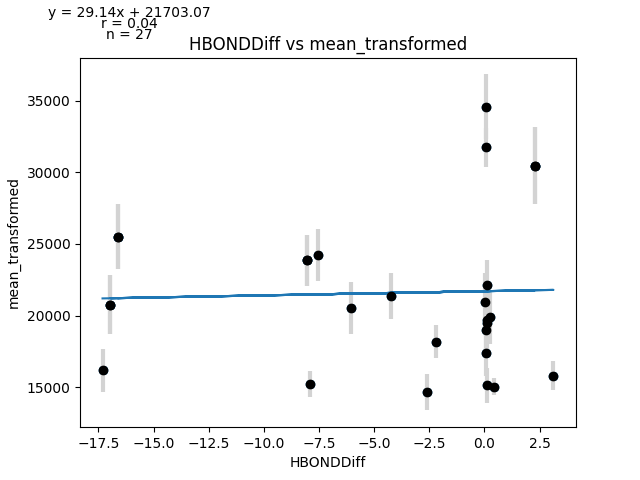 y = 29.14x + 21703.07
r = 0.04
n = 27
HBONDDiff vs mean_transformed
mean_transformed
35000
30000
25000
20000
15000
−17.5 −15.0 −12.5 −10.0 −7.5 −5.0 −2.5 0.0 2.5
HBONDDiff